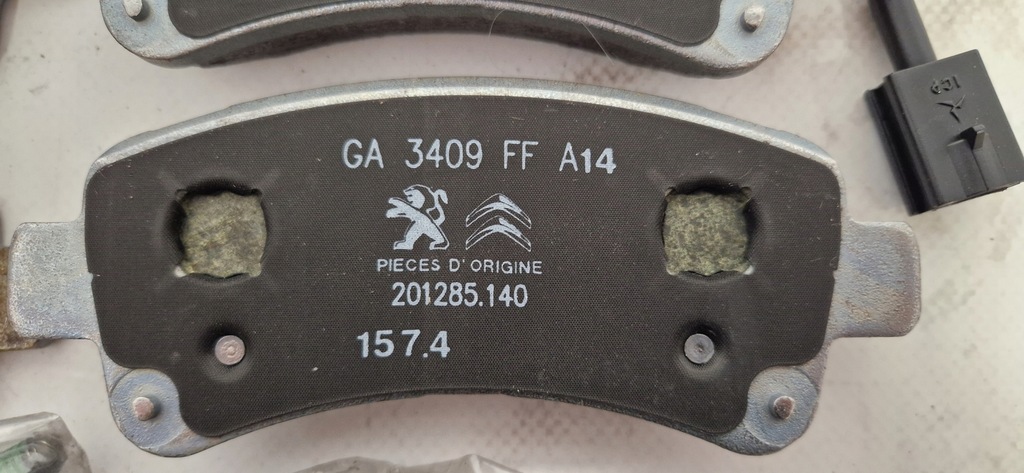 GA 3409 FF A14
PIECES D'ORIGINE
201285.140
157.4